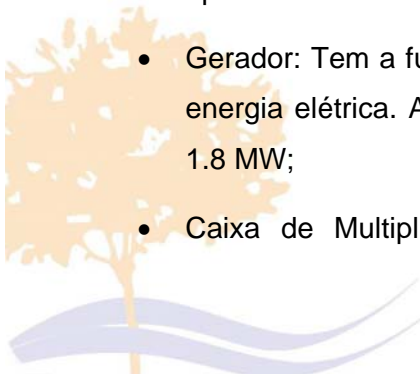 • Gerador: Tem a fu
energia elétrica. A
1.8 MW;
• Caixa de Multipl